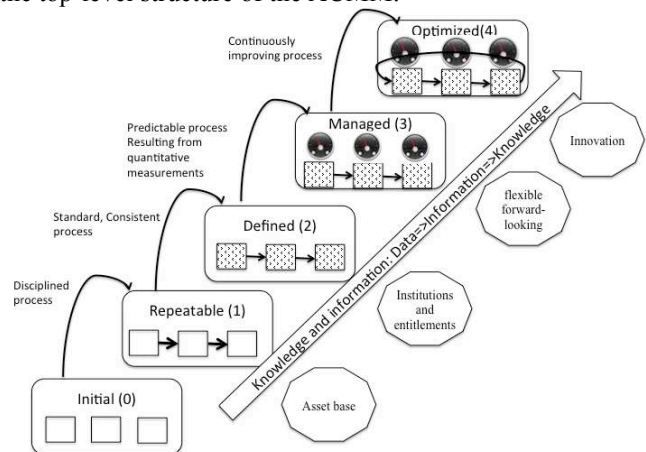 the top-level structure of the ACMM.
Optimized(4)
Continuously
improving process
Managed (3)
Predictable process
Resulting from
quantitative
measurements
Innovation
flexible
forward-
looking
Standard, Consistent
process
Defined (2)
Knowledge and information: Data=>Information=>Knowledge
Institutions
and
entitlements
Disciplined
process
Repeatable (1)
Initial (0)
Asset base